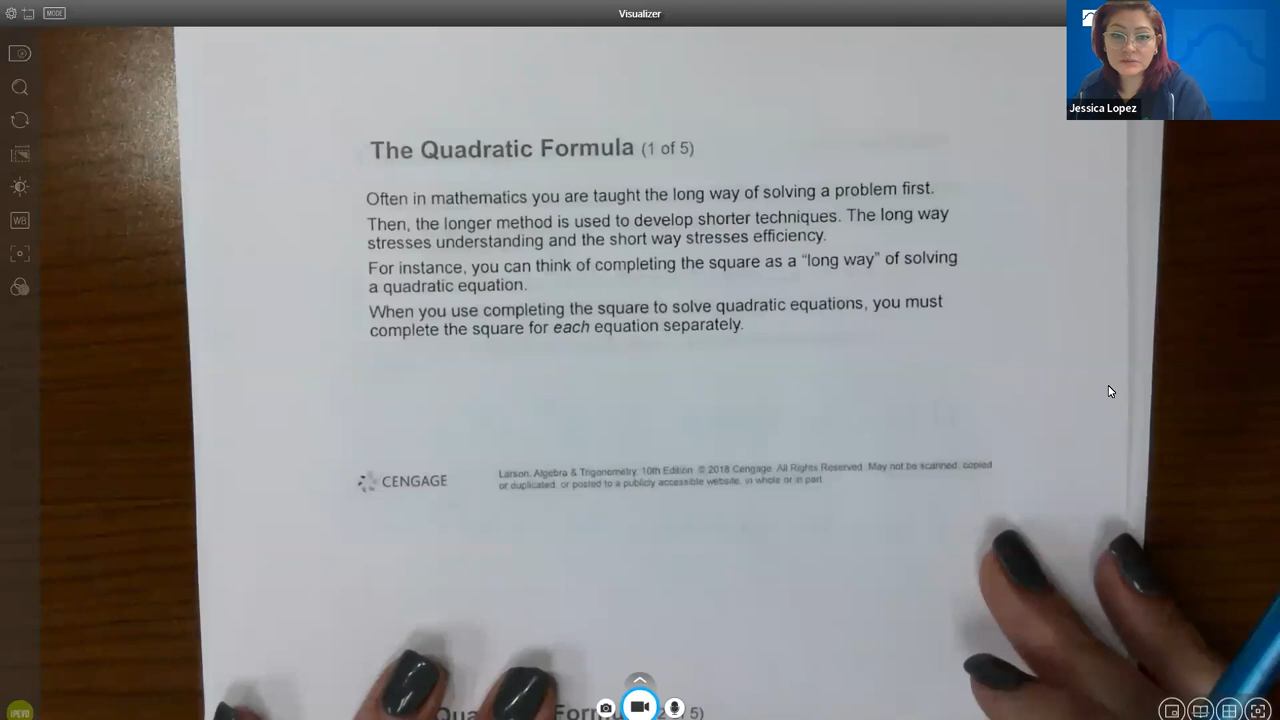 MODE
Visualizer
Jessica Lopez
WB
The Quadratic Formula (1 of 5)
Often in mathematics you are taught the long way of solving a problem first.
Then, the longer method is used to develop shorter techniques. The long way
stresses understanding and the short way stresses efficiency.
For instance, you can think of completing the square as a “long way” of solving
a quadratic equation.
When you use completing the square to solve quadratic equations, you must
complete the square for each equation separately.
CENGAGE
Larson, Algebra & Trigonometry, 10th Edition. © 2018 Cengage. All Rights Reserved. May not be scanned, copied
or duplicated, or posted to a publicly accessible website, in whole or in part.
IPEVO
5)